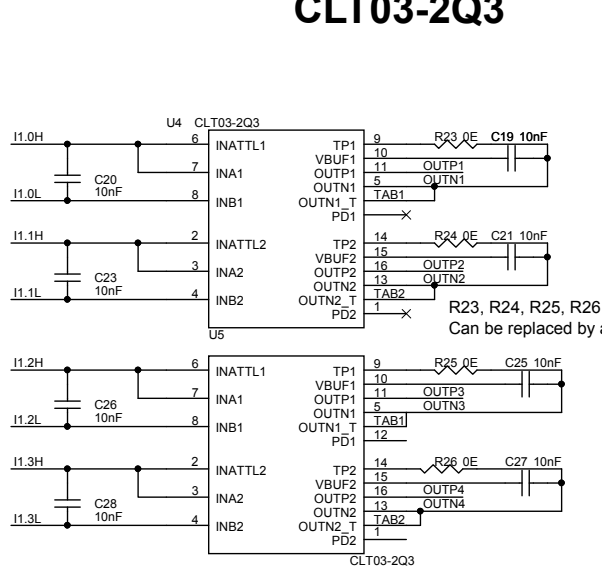 CLT03-2Q3
U4 CLT03-2Q3
I1.0H 6 INATTL1 TP1 9 R23 0E C19 10nF
VBUF1 10
7 INA1 OUTP1 11 OUTP1
C20 OUTN1 5 OUTN1
10nF
I1.0L 8 INB1 OUTN1_T TAB1
PD1
I1.1H 2 INATTL2 TP2 14 R24 0E C21 10nF
VBUF2 15
3 INA2 OUTP2 16 OUTP2
C23 OUTN2 13 OUTN2
10nF
I1.1L 4 INB2 OUTN2_T TAB2
PD2 1
R23, R24, R25, R26
Can be replaced by a
U5
I1.2H 6 INATTL1 TP1 9 R25 0E C25 10nF
VBUF1 10
7 INA1 OUTP1 11 OUTP3
C26 OUTN1 5 OUTN3
10nF
I1.2L 8 INB1 OUTN1_T TAB1
PD1 12
I1.3H 2 INATTL2 TP2 14 R26 0E C27 10nF
VBUF2 15
3 INA2 OUTP2 16 OUTP4
C28 OUTN2 13 OUTN4
10nF
I1.3L 4 INB2 OUTN2_T TAB2
PD2 1
CLT03-2Q3